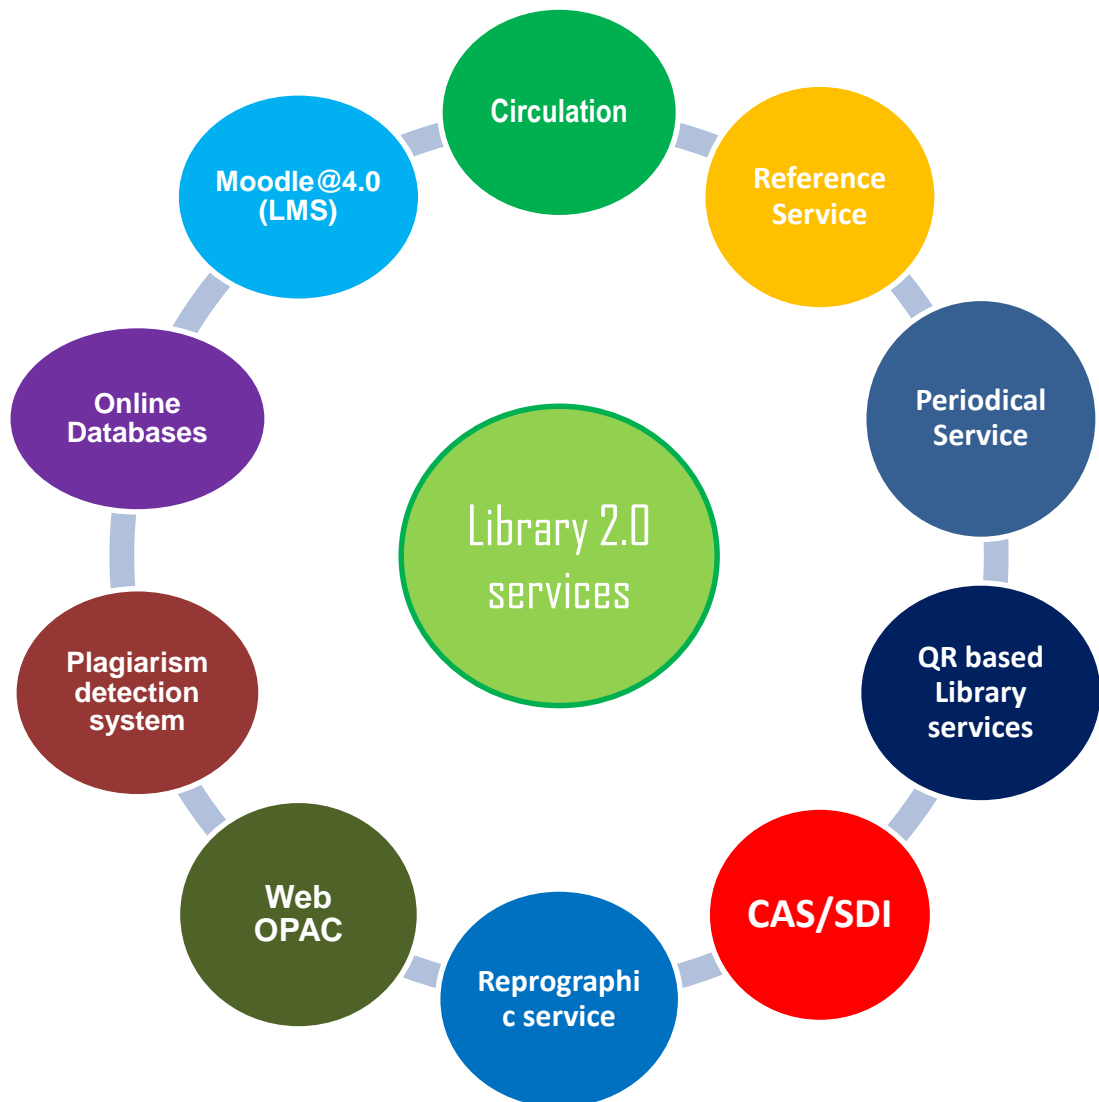 Circulation
Reference
Service
Periodical
Service
QR based
Library
services
CAS/SDI
Reprographi
c service
Web
OPAC
Plagiarism
detection
system
Online
Databases
Moodle@4.0
(LMS)
Library 2.0
services